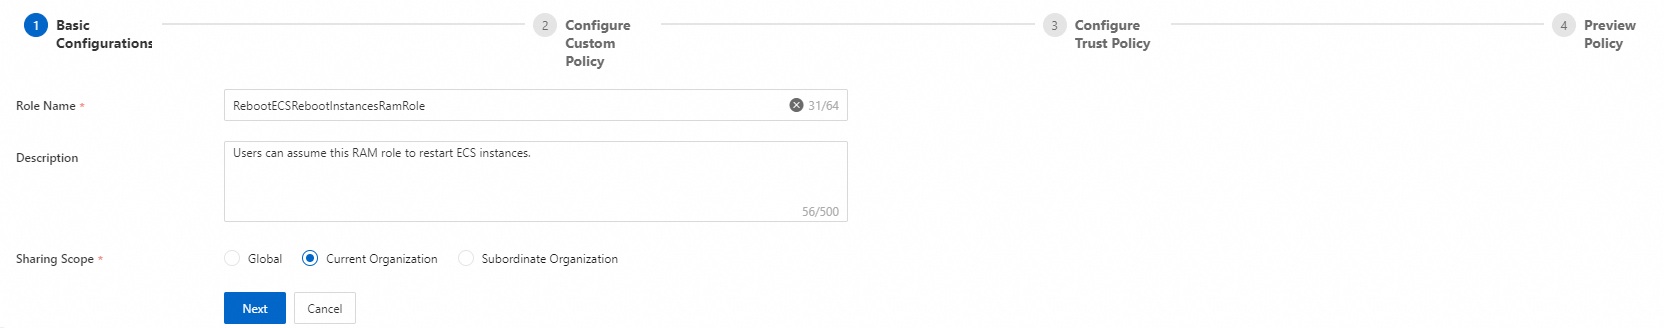 1 Basic Configurations
2 Configure Custom Policy
3 Configure Trust Policy
4 Preview Policy
Role Name * RebootECSRebootInstancesRamRole 31/64
Description Users can assume this RAM role to restart ECS instances.
56/500
Sharing Scope * Global Current Organization Subordinate Organization
Next Cancel